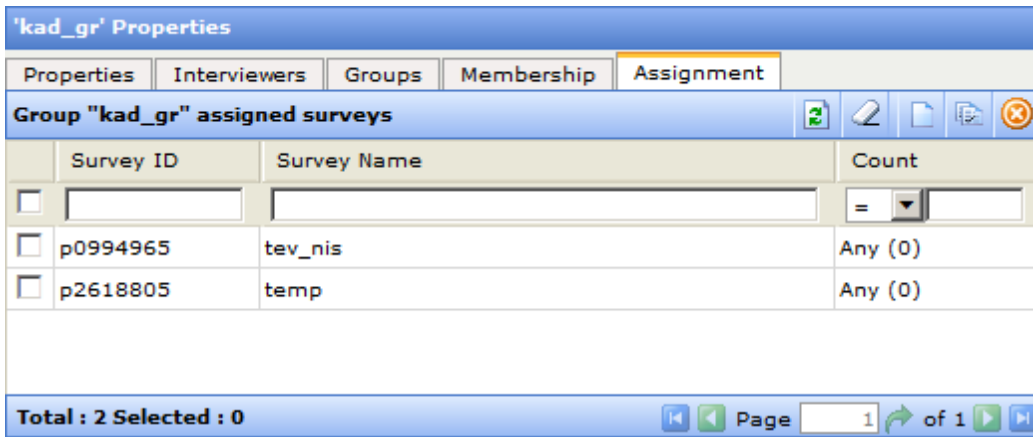 'kad_gr' Properties
Properties Interviewers Groups Membership Assignment
Group "kad_gr" assigned surveys
Survey ID Survey Name Count
=
p0994965 tev_nis Any (0)
p2618805 temp Any (0)
Total : 2 Selected : 0 Page 1 of 1